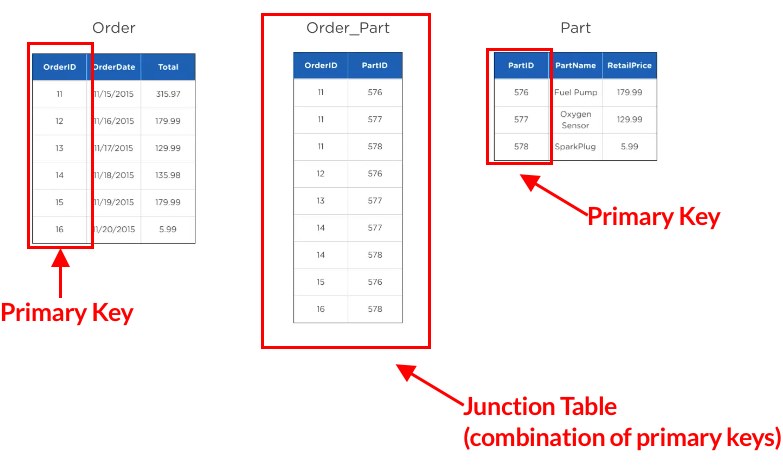 Order
OrderID OrderDate Total
11 11/15/2015 315.97
12 11/16/2015 179.99
13 11/17/2015 129.99
14 11/18/2015 135.98
15 11/19/2015 179.99
16 11/20/2015 5.99
Primary Key
Order_Part
OrderID PartID
11 576
11 577
11 578
12 576
13 577
14 577
14 578
15 576
16 578
Junction Table
(combination of primary keys)
Part
PartID PartName RetailPrice
576 Fuel Pump 179.99
577 Oxygen
Sensor 129.99
578 SparkPlug 5.99
Primary Key